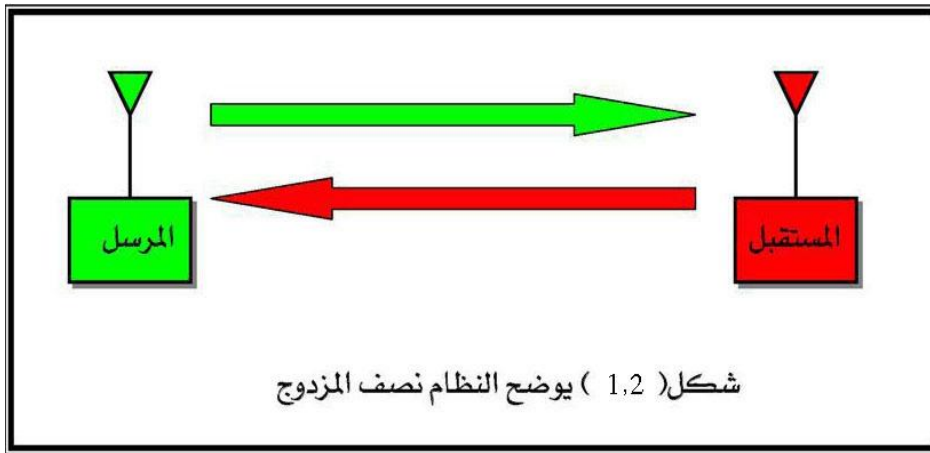 المرسل
المستقبل
شكل( 1,2 ) يوضح النظام نصف المزدوج